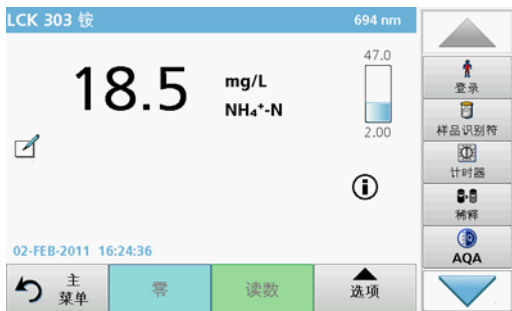 LCK 303 铵
694 nm
18.5
mg/L
NH₄⁺-N
47.0
2.00
i
02-FEB-2011 16:24:36
主
菜单
零
读数
选项
登录
样品识别符
计时器
稀释
AQA